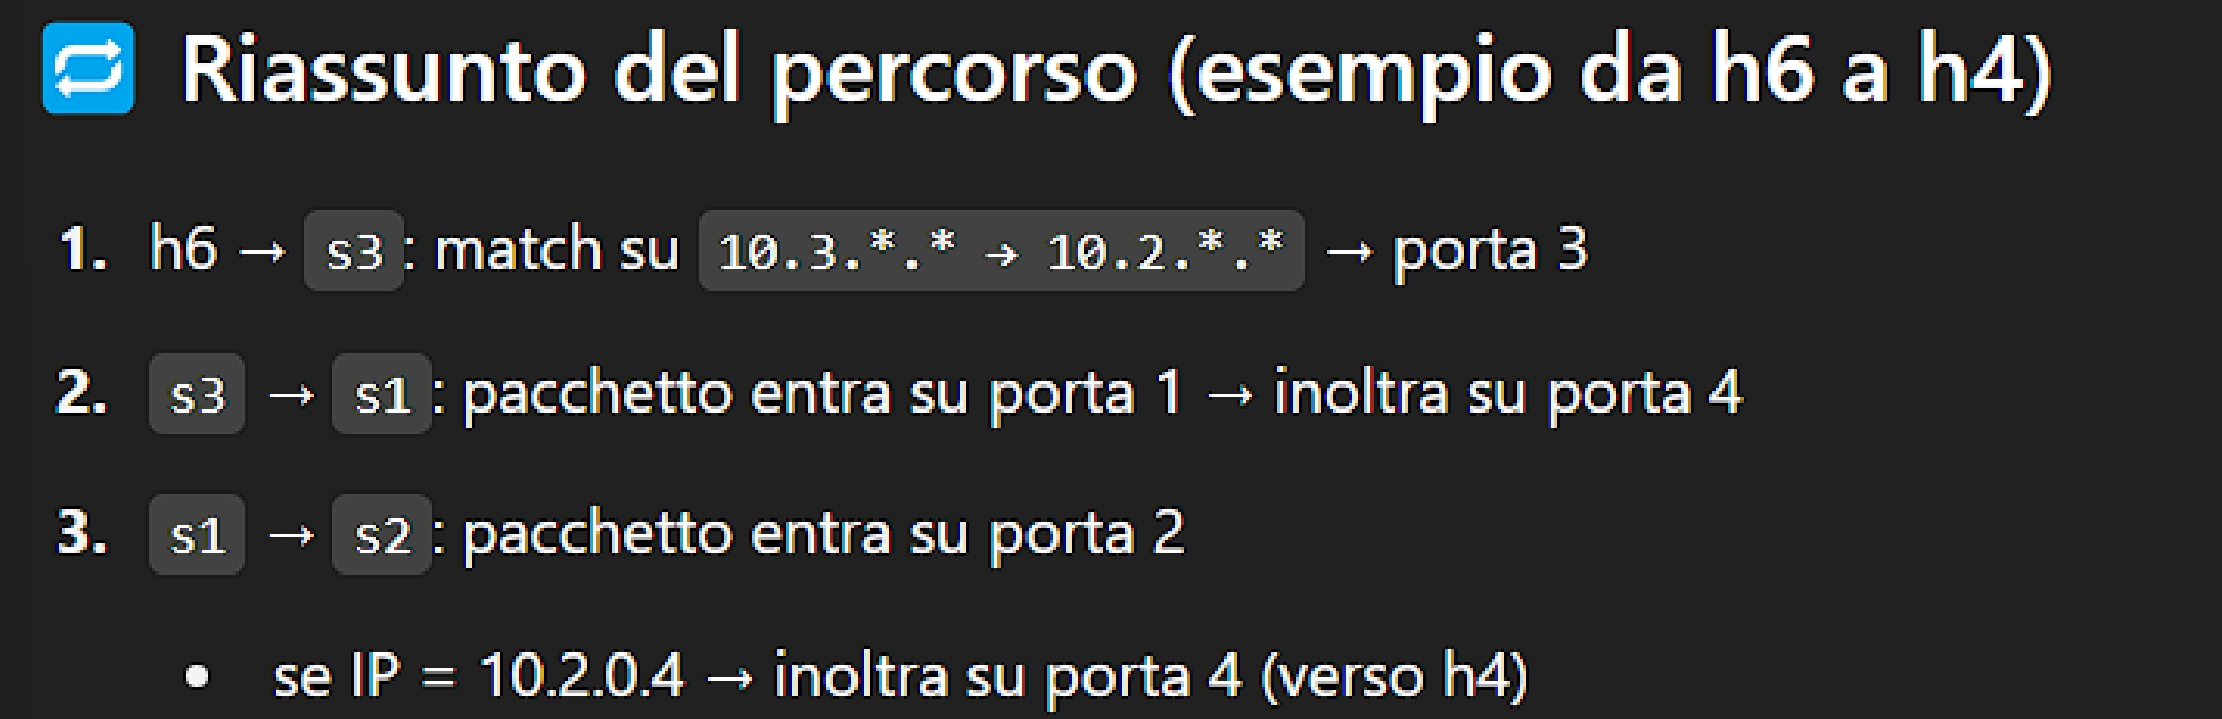 Riassunto del percorso (esempio da h6 a h4)
1. h6 → s3: match su 10.3.*.* → 10.2.*.* → porta 3
2. s3 → s1: pacchetto entra su porta 1 → inoltra su porta 4
3. s1 → s2: pacchetto entra su porta 2
• se IP = 10.2.0.4 → inoltra su porta 4 (verso h4)